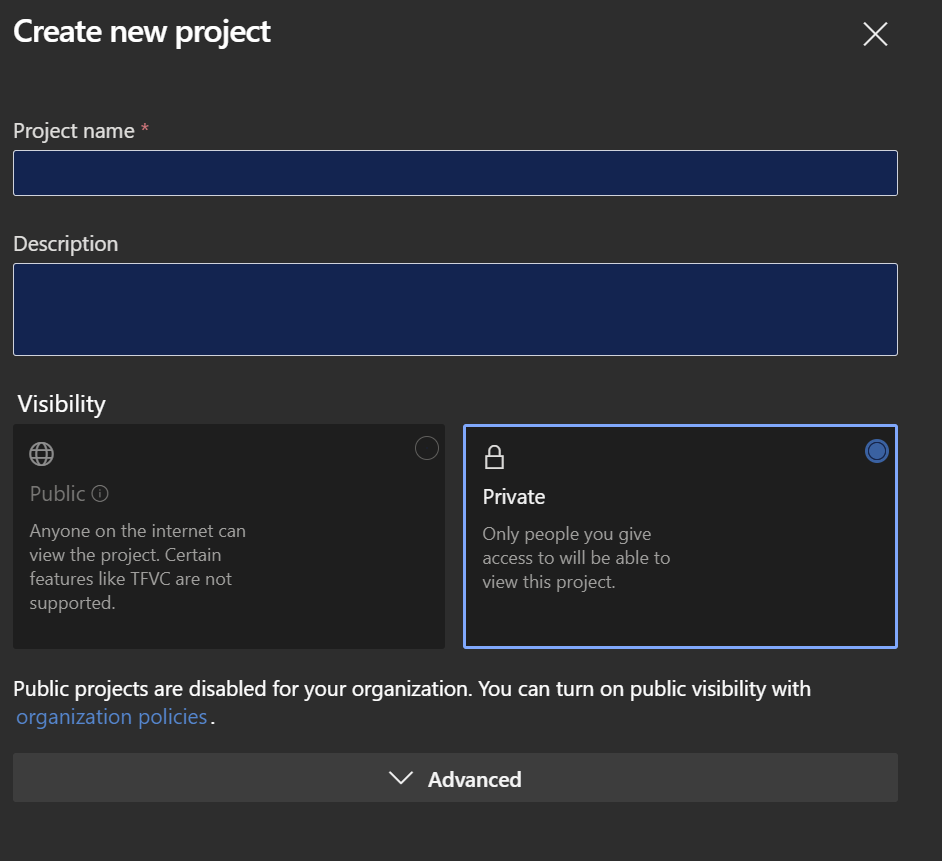 Create new project
Project name *
Description
Visibility
Public
Anyone on the internet can
view the project. Certain
features like TFVC are not
supported.
Private
Only people you give
access to will be able to
view this project.
Public projects are disabled for your organization. You can turn on public visibility with
organization policies.
Advanced